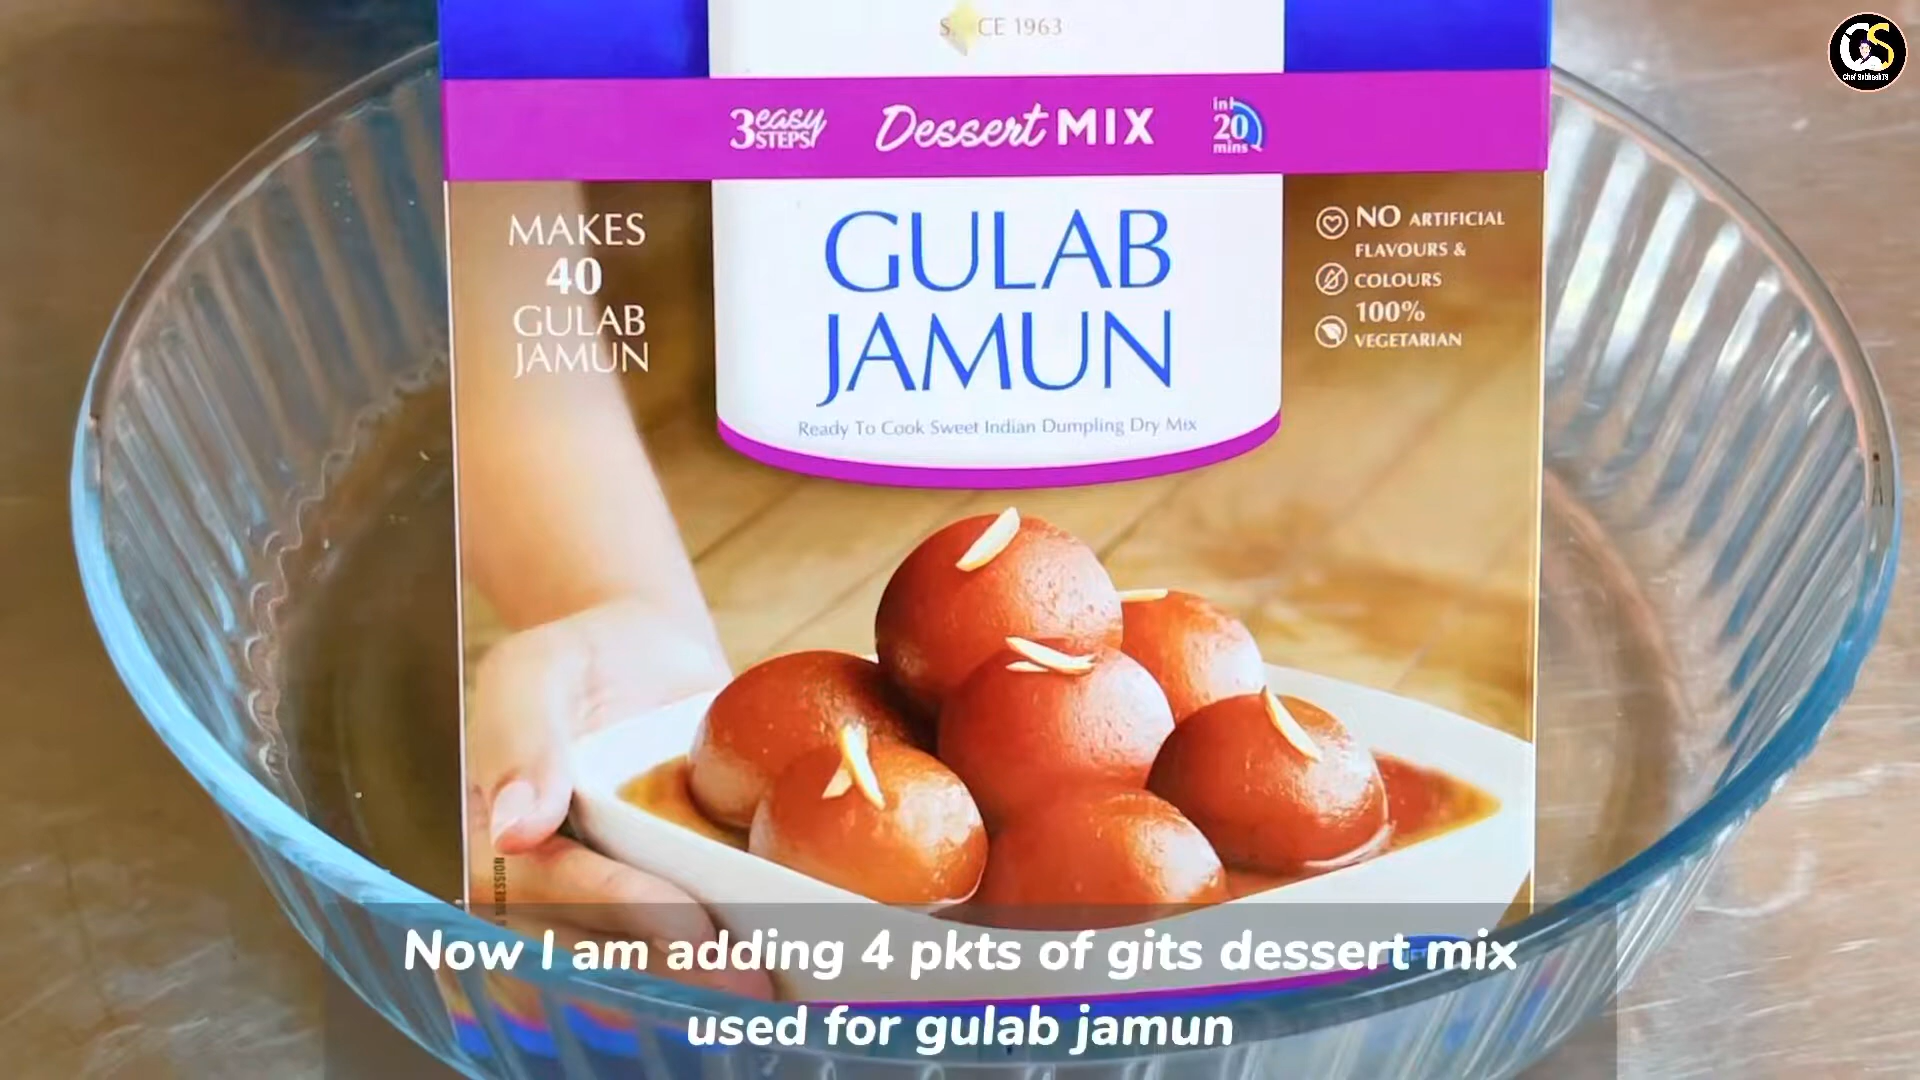 CE 1963
3 easy STEPS
Dessert MIX
in
20
mins
MAKES
40
GULAB
JAMUN
GULAB
JAMUN
Ready To Cook Sweet Indian Dumpling Dry Mix
NO ARTIFICIAL
FLAVOURS &
COLOURS
100%
VEGETARIAN
Now I am adding 4 pkts of gits dessert mix
used for gulab jamun